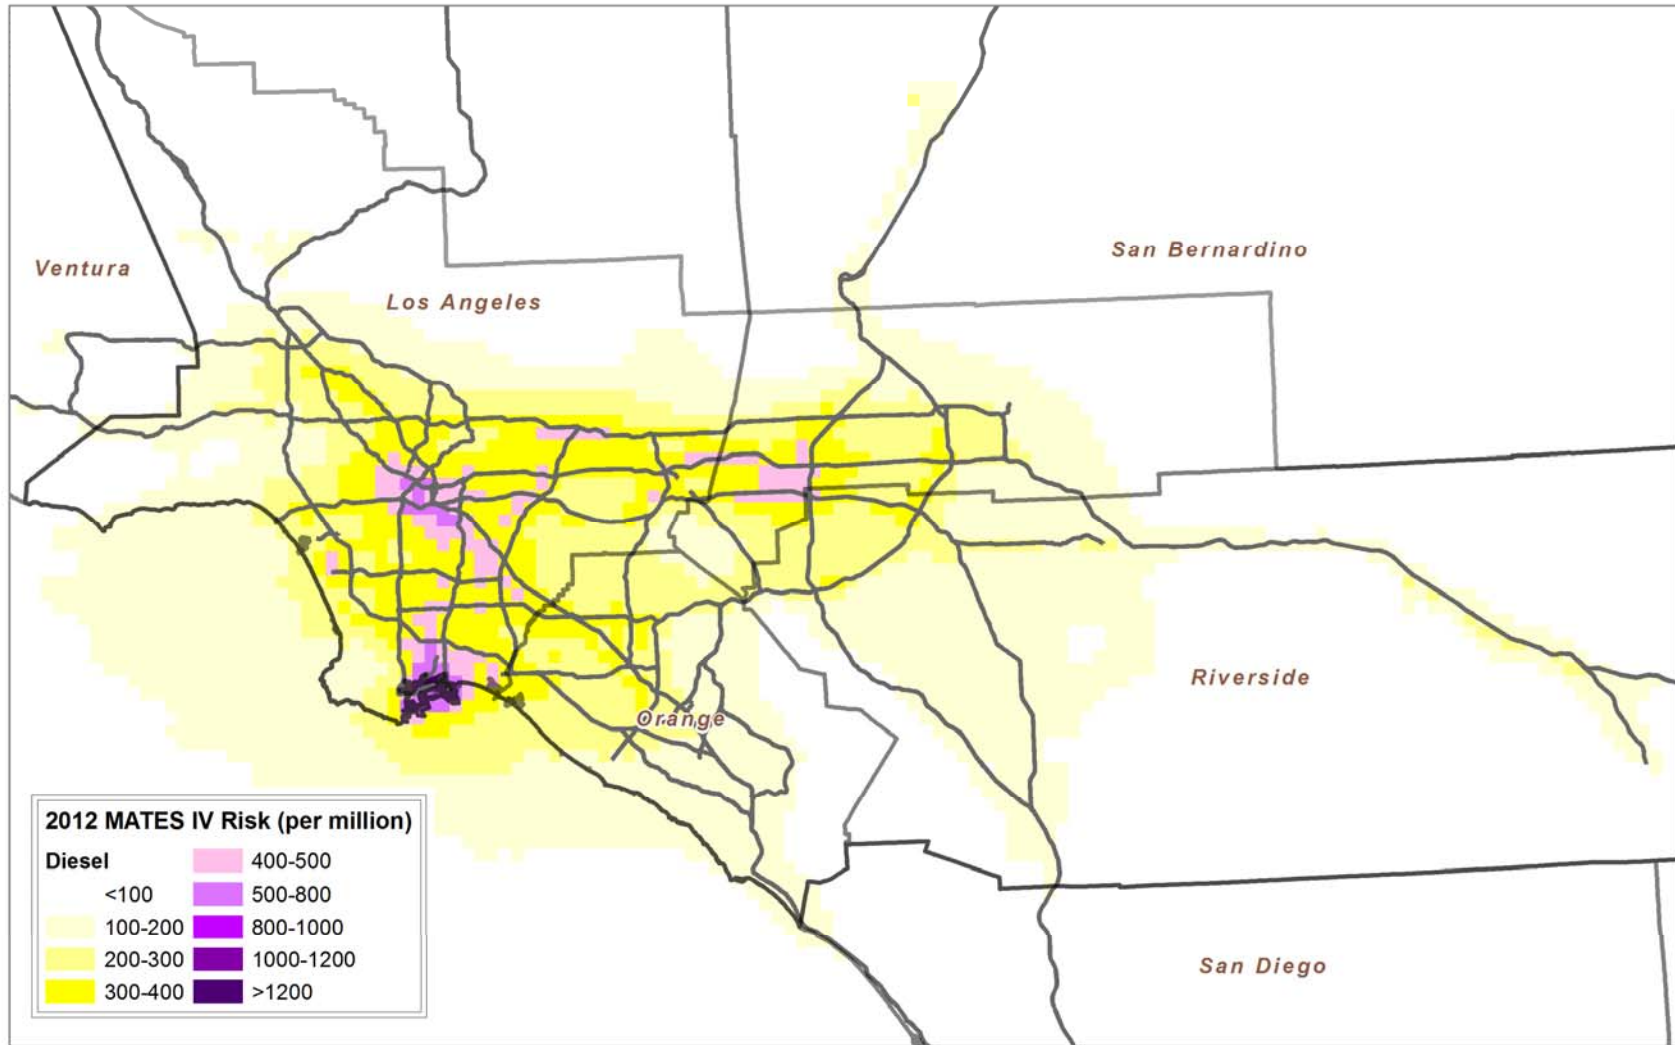 San Bernardino
Ventura
Los Angeles
Riverside
Orange
2012 MATES IV Risk (per million)
Diesel
<100
100-200
200-300
300-400
400-500
500-800
800-1000
1000-1200
>1200
San Diego